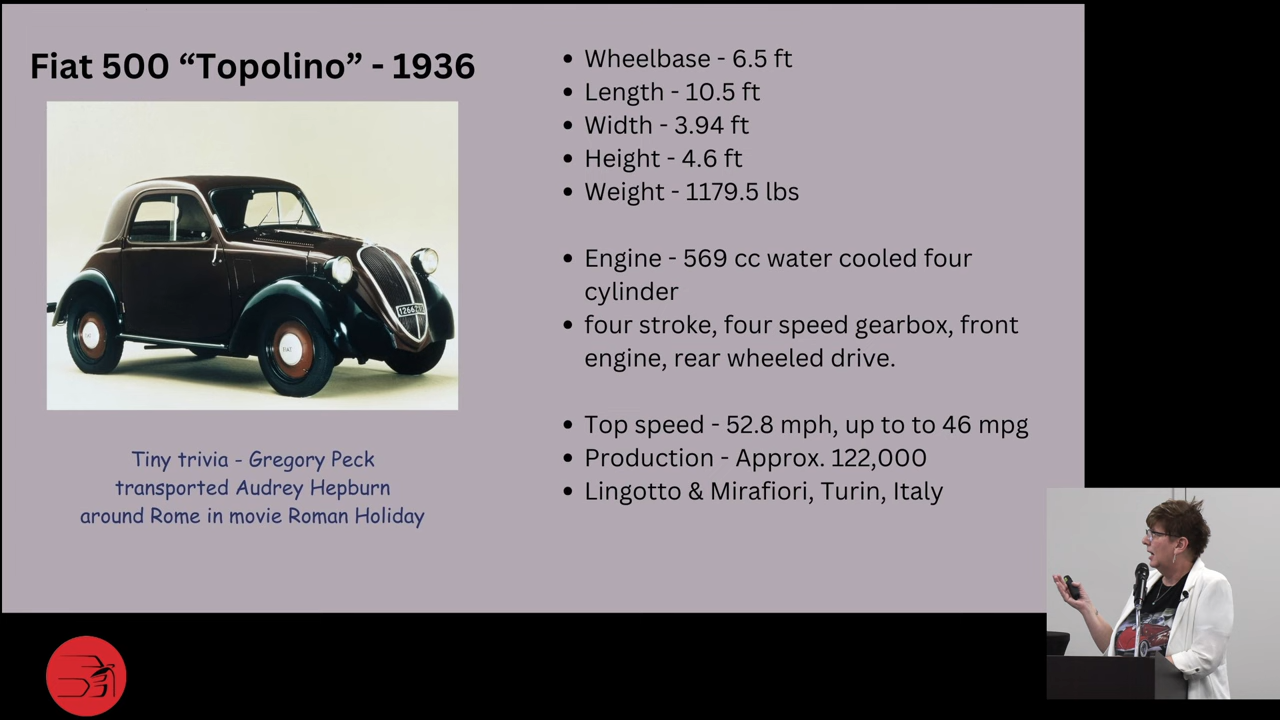 Fiat 500 “Topolino” - 1936
Tiny trivia - Gregory Peck
transported Audrey Hepburn
around Rome in movie Roman Holiday
• Wheelbase - 6.5 ft
• Length - 10.5 ft
• Width - 3.94 ft
• Height - 4.6 ft
• Weight - 1179.5 lbs
• Engine - 569 cc water cooled four
cylinder
• four stroke, four speed gearbox, front
engine, rear wheeled drive.
• Top speed - 52.8 mph, up to to 46 mpg
• Production - Approx. 122,000
• Lingotto & Mirafiori, Turin, Italy